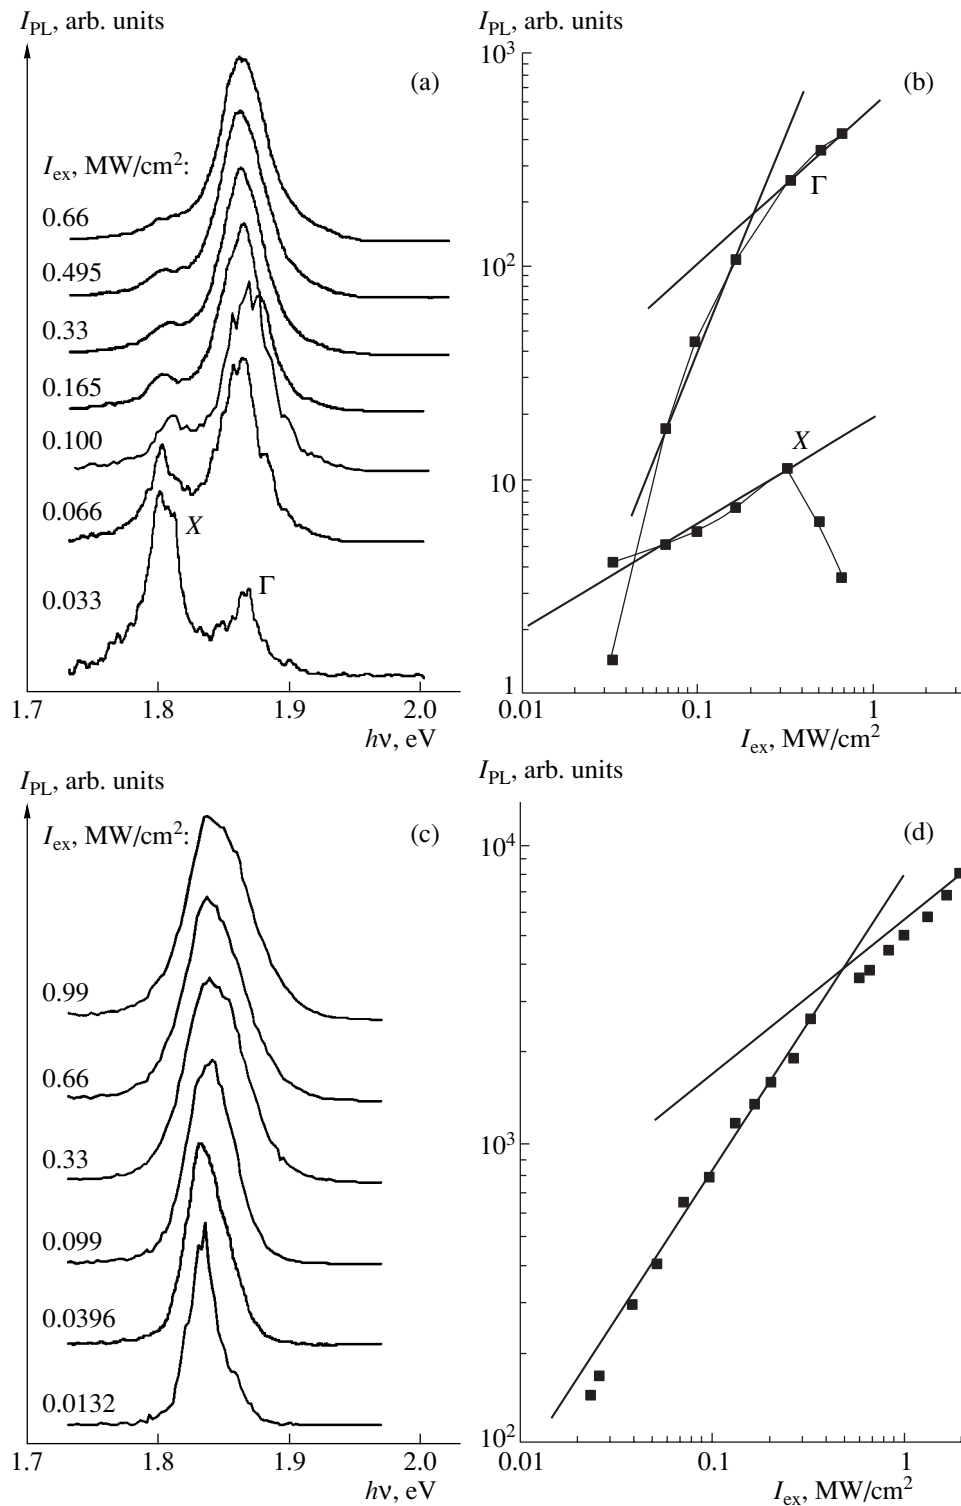 I_PL, arb. units
(a)
I_ex, MW/cm²:
0.66
0.495
0.33
0.165
0.100
0.066
X
0.033
Γ
1.7 1.8 1.9 2.0
hν, eV
I_PL, arb. units
10³
(b)
Γ
10²
X
10
1
0.01 0.1 1
I_ex, MW/cm²
I_PL, arb. units
I_ex, MW/cm²:
(c)
0.99
0.66
0.33
0.099
0.0396
0.0132
1.7 1.8 1.9 2.0
hν, eV
I_PL, arb. units
10⁴
(d)
10³
10²
0.01 0.1 1
I_ex, MW/cm²